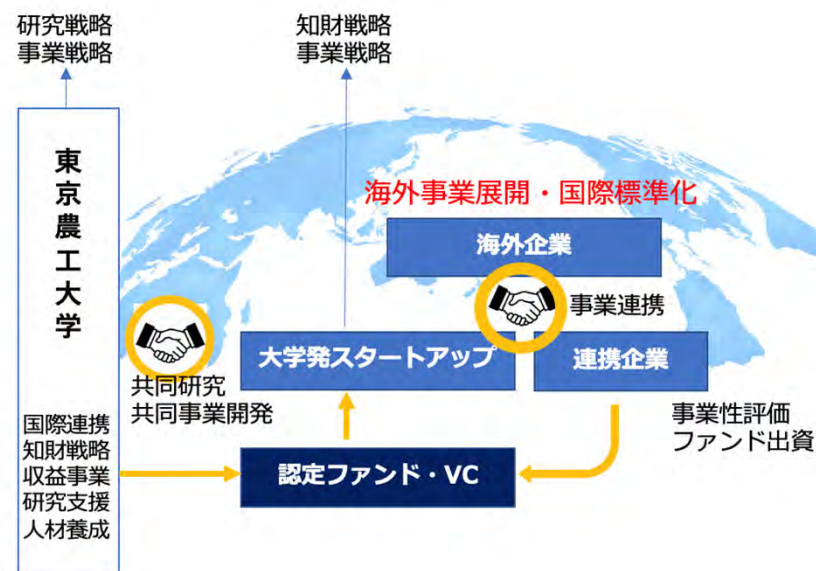 研究戦略
事業戦略
知財戦略
事業戦略
東京農工大学
海外事業展開・国際標準化
海外企業
事業連携
大学発スタートアップ
連携企業
共同研究
共同事業開発
事業性評価
ファンド出資
国際連携
知財戦略
収益事業
研究支援
人材養成
認定ファンド・VC